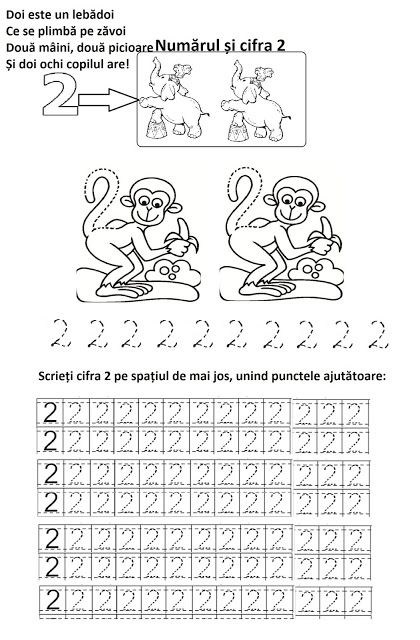 Doi este un lebădoi
Ce se plimbă pe zăvoi
Două mâini, două picioare
Și doi ochi copilul are!
Numărul și cifra 2
2
2 2 2 2 2 2 2 2 2
Scrieți cifra 2 pe spațiul de mai jos, unind punctele ajutătoare:
2 2 2 2 2 2 2 2 2 2 2 2 2
2 2 2 2 2 2 2 2 2 2 2 2 2
2 2 2 2 2 2 2 2 2 2 2 2 2
2 2 2 2 2 2 2 2 2 2 2 2 2
2 2 2 2 2 2 2 2 2 2 2 2 2
2 2 2 2 2 2 2 2 2 2 2 2 2
2 2 2 2 2 2 2 2 2 2 2 2 2